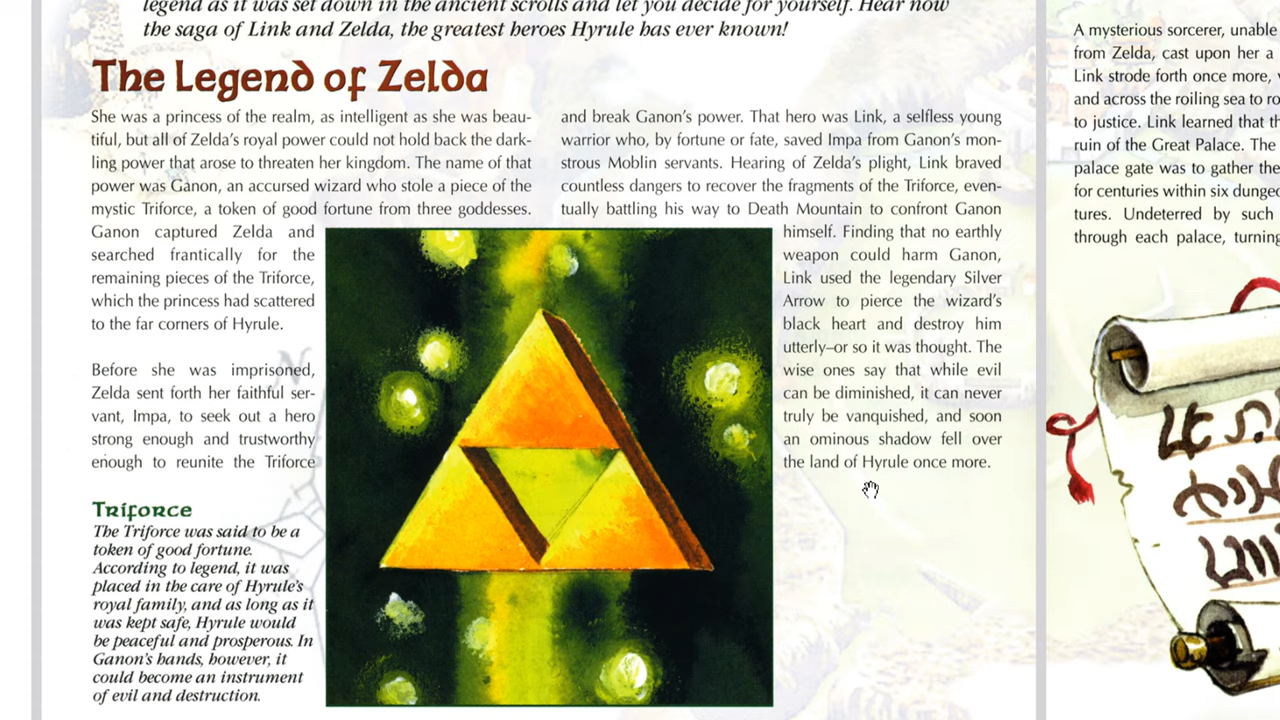 legend as it was set down in the ancient scrolls and let you decide for yourself. Hear now
the saga of Link and Zelda, the greatest heroes Hyrule has ever known!
The Legend of Zelda
She was a princess of the realm, as intelligent as she was beau-
tiful, but all of Zelda's royal power could not hold back the dark-
ling power that arose to threaten her kingdom. The name of that
power was Ganon, an accursed wizard who stole a piece of the
mystic Triforce, a token of good fortune from three goddesses.
Ganon captured Zelda and
searched frantically for the
remaining pieces of the Triforce,
which the princess had scattered
to the far corners of Hyrule.
Before she was imprisoned,
Zelda sent forth her faithful ser-
vant, Impa, to seek out a hero
strong enough and trustworthy
enough to reunite the Triforce
and break Ganon's power. That hero was Link, a selfless young
warrior who, by fortune or fate, saved Impa from Ganon's mon-
strous Moblin servants. Hearing of Zelda's plight, Link braved
countless dangers to recover the fragments of the Triforce, even-
tually battling his way to Death Mountain to confront Ganon
himself. Finding that no earthly
weapon could harm Ganon,
Link used the legendary Silver
Arrow to pierce the wizard's
black heart and destroy him
utterly–or so it was thought. The
wise ones say that while evil
can be diminished, it can never
truly be vanquished, and soon
an ominous shadow fell over
the land of Hyrule once more.
Triforce
The Triforce was said to be a
token of good fortune.
According to legend, it was
placed in the care of Hyrule's
royal family, and as long as it
was kept safe, Hyrule would
be peaceful and prosperous. In
Ganon's hands, however, it
could become an instrument
of evil and destruction.
A mysterious sorcerer, unable
from Zelda, cast upon her a
Link strode forth once more,
and across the roiling sea to
to justice. Link learned that
ruin of the Great Palace. The
palace gate was to gather the
for centuries within six
tures. Undeterred by such
through each palace, turning